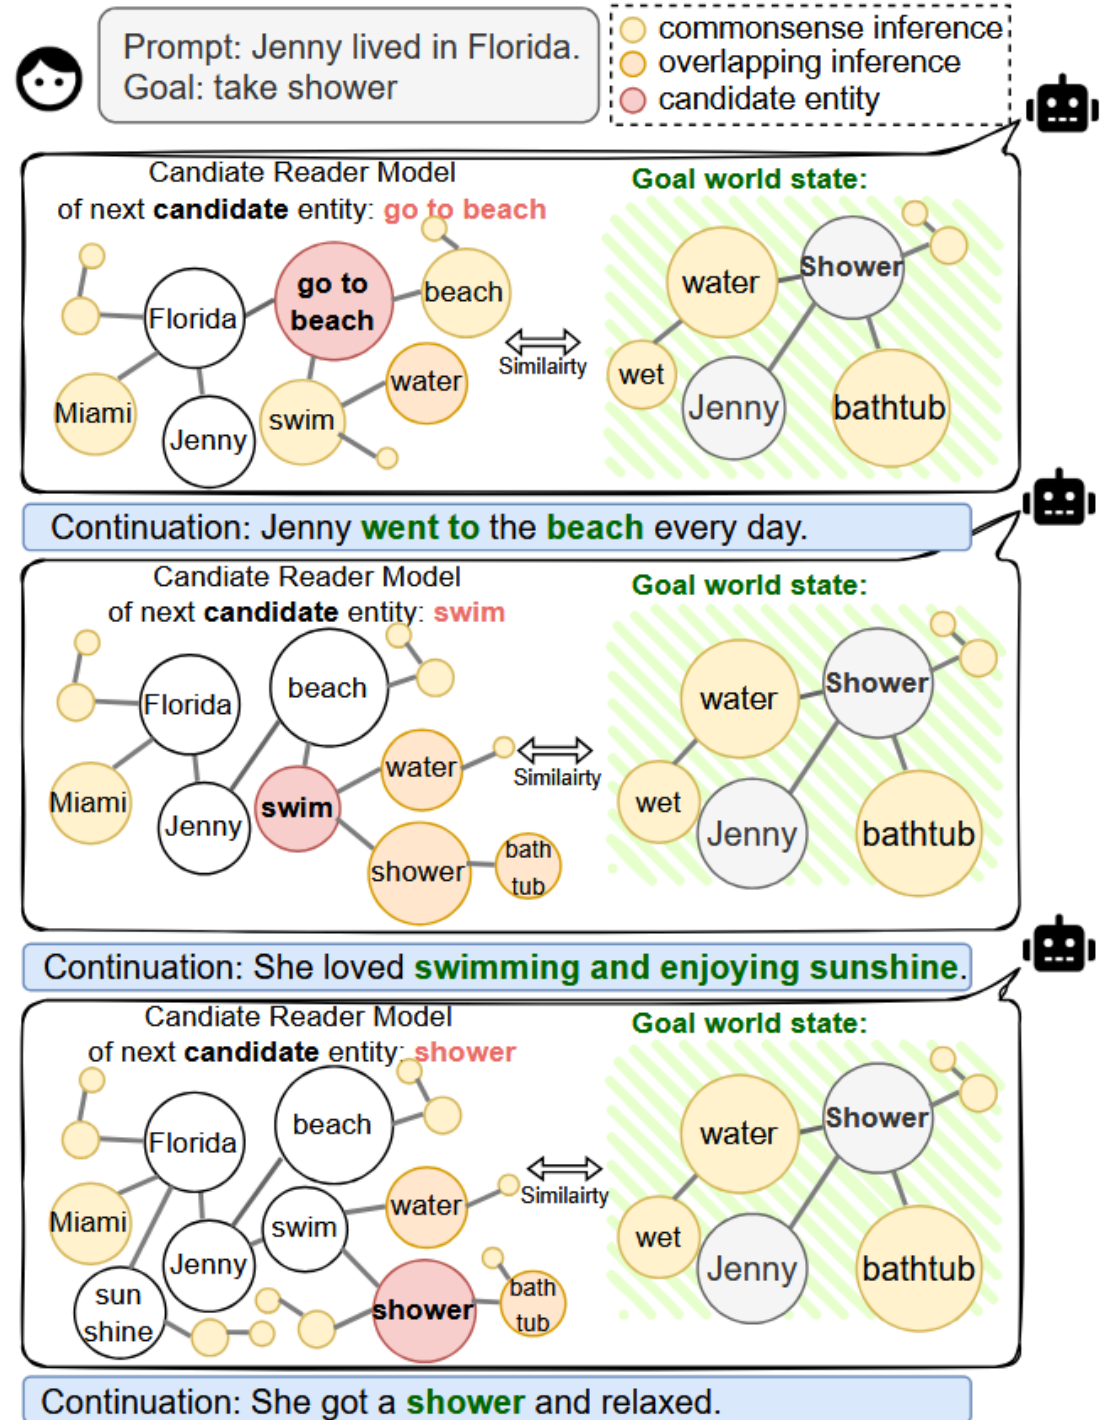 Prompt: Jenny lived in Florida.
Goal: take shower
commonsense inference
overlapping inference
candidate entity
Candiate Reader Model
of next candidate entity: go to beach
Goal world state:
Florida
go to
beach
beach
Miami
Jenny
swim
water
Similairty
water
Shower
wet
Jenny
bathtub
Continuation: Jenny went to the beach every day.
Candiate Reader Model
of next candidate entity: swim
Goal world state:
Florida
beach
Miami
Jenny
swim
water
shower
bath
tub
Similairty
water
Shower
wet
Jenny
bathtub
Continuation: She loved swimming and enjoying sunshine.
Candiate Reader Model
of next candidate entity: shower
Goal world state:
Florida
beach
Miami
Jenny
swim
water
sun
shine
shower
bath
tub
Similairty
water
Shower
wet
Jenny
bathtub
Continuation: She got a shower and relaxed.